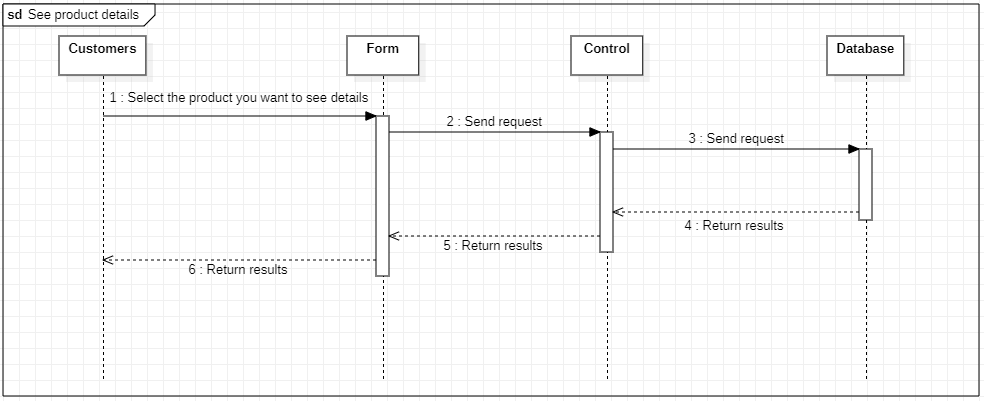 sd See product details
Customers
Form
Control
Database
1 : Select the product you want to see details
2 : Send request
3 : Send request
4 : Return results
5 : Return results
6 : Return results